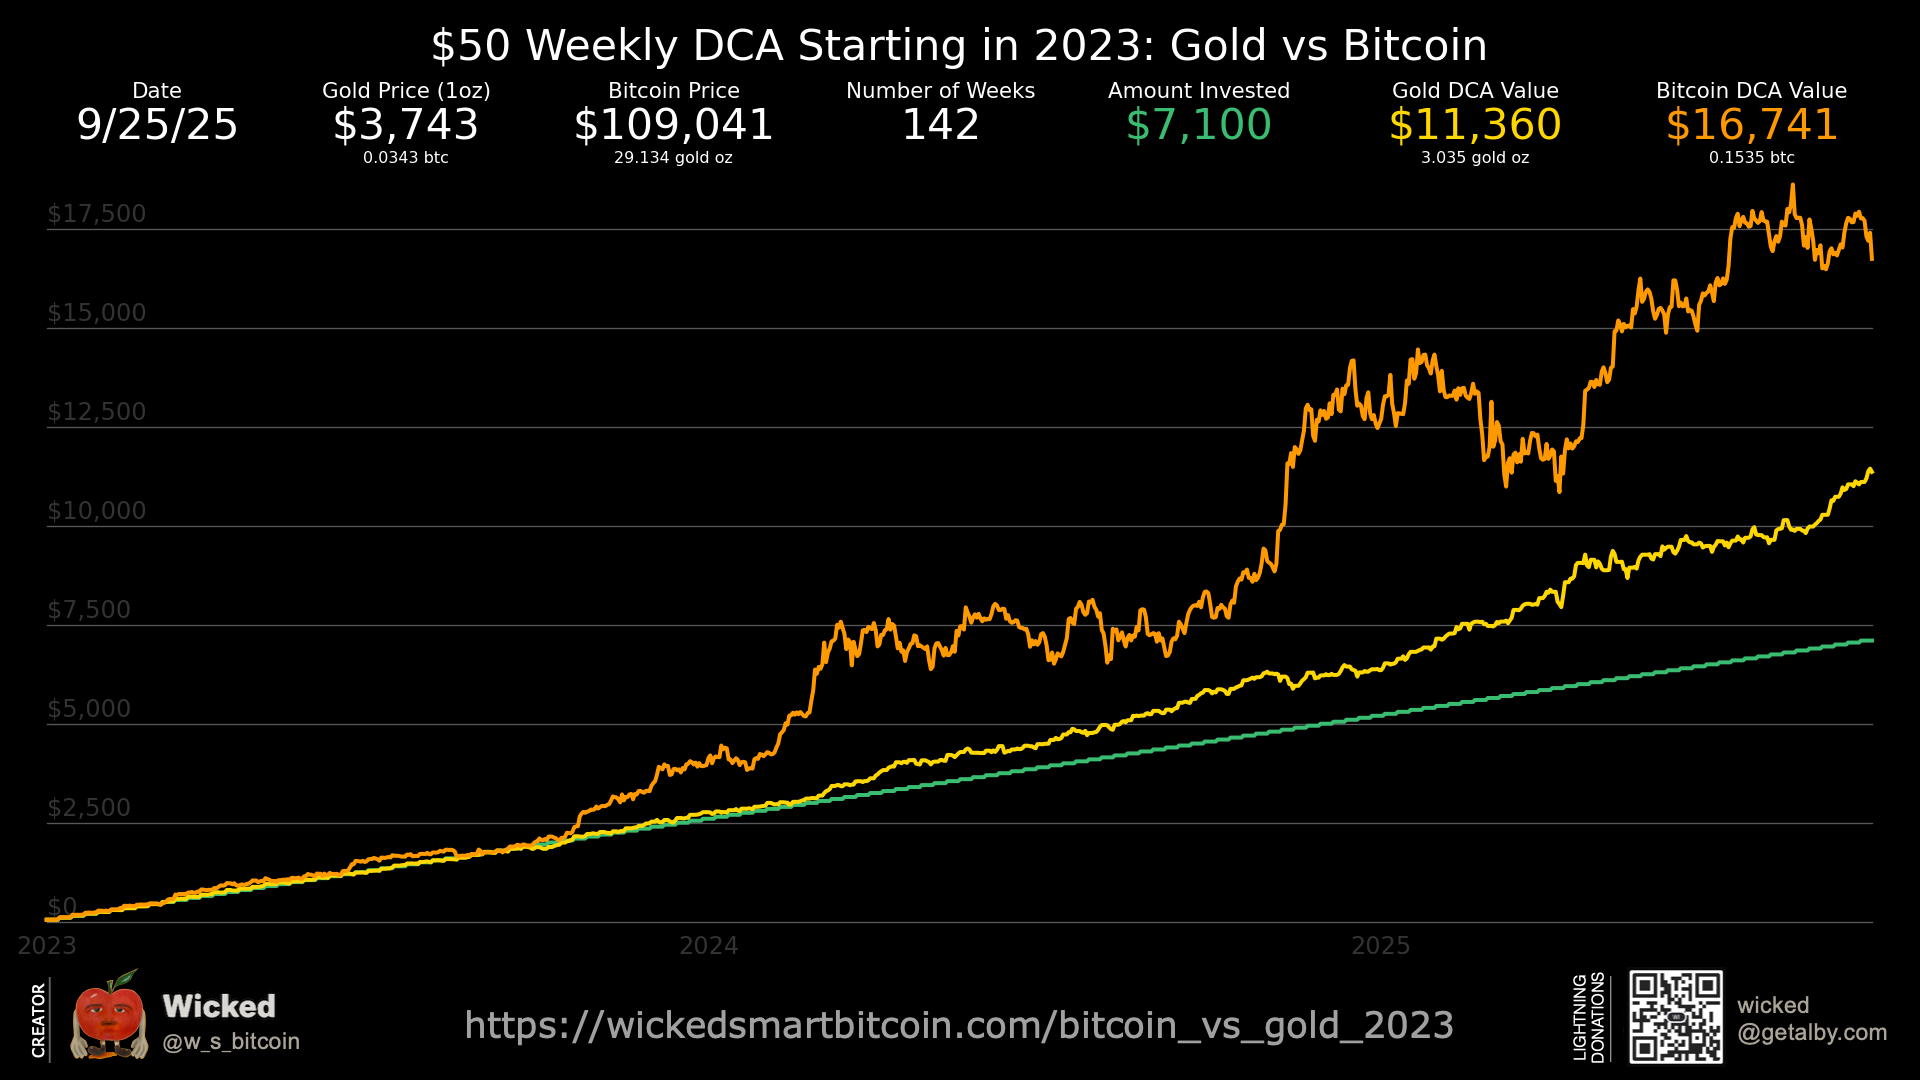 $50 Weekly DCA Starting in 2023: Gold vs Bitcoin
Date
9/25/25
Gold Price (1oz)
$3,743
0.0343 btc
Bitcoin Price
$109,041
29.134 gold oz
Number of Weeks
142
Amount Invested
$7,100
Gold DCA Value
$11,360
3.035 gold oz
Bitcoin DCA Value
$16,741
0.1535 btc
$17,500
$15,000
$12,500
$10,000
$7,500
$5,000
$2,500
$0
2023
2024
2025
CREATOR
Wicked
@w_s_bitcoin
https://wickedsmartbitcoin.com/bitcoin_vs_gold_2023
LIGHTNING
DONATIONS
wicked
@getalby.com